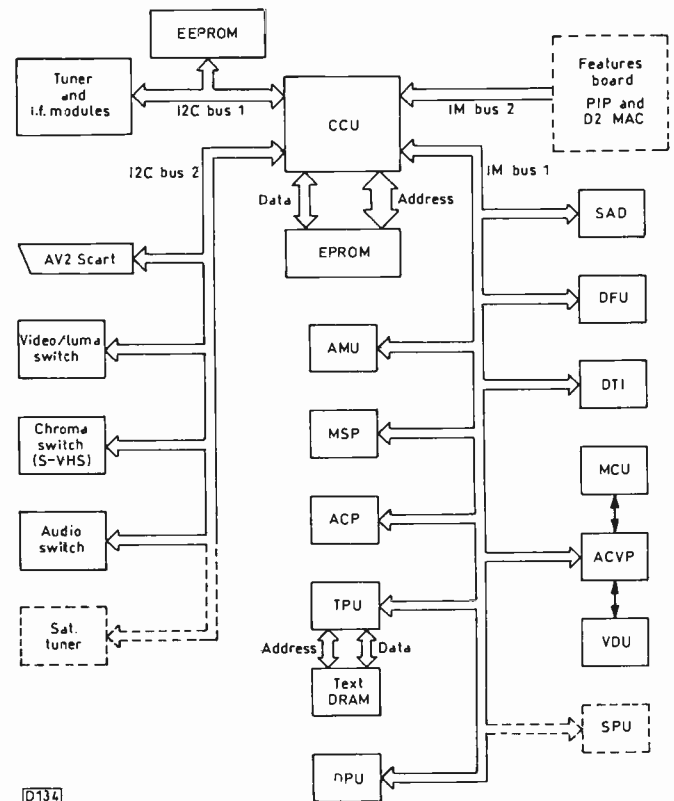 EEPROM
Tuner
and
i.f. modules
I2C bus 1
CCU
IM bus 2
Features
board
PIP and
D2 MAC
I2C bus 2
IM bus 1
Data
Address
EPROM
SAD
AV2 Scart
DFU
Video/luma
switch
AMU
DTI
Chroma
switch
(S-VHS)
MSP
MCU
Audio
switch
ACP
ACVP
TPU
Sat.
tuner
Address
Data
VDU
Text
DRAM
SPU
DPU
D134